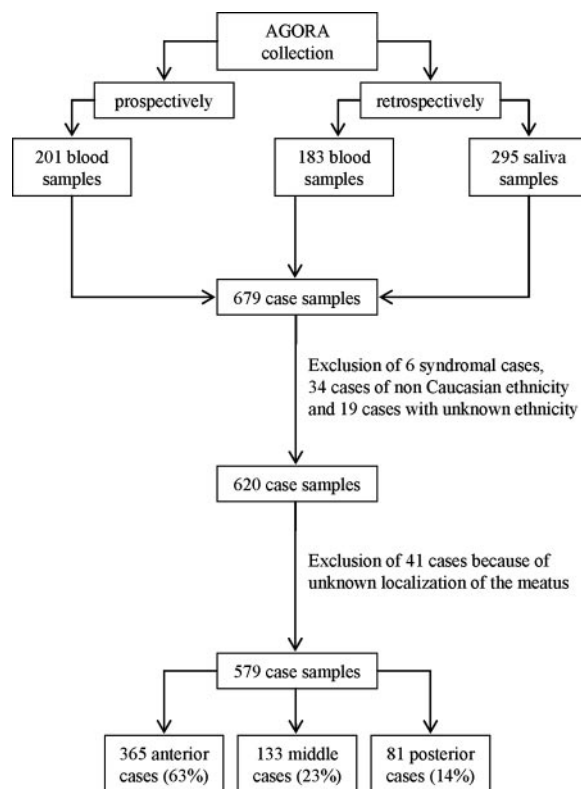 AGORA
collection
prospectively
retrospectively
201 blood
samples
183 blood
samples
295 saliva
samples
679 case samples
Exclusion of 6 syndromal cases,
34 cases of non Caucasian ethnicity
and 19 cases with unknown ethnicity
620 case samples
Exclusion of 41 cases because of
unknown localization of the meatus
579 case samples
365 anterior
cases (63%)
133 middle
cases (23%)
81 posterior
cases (14%)